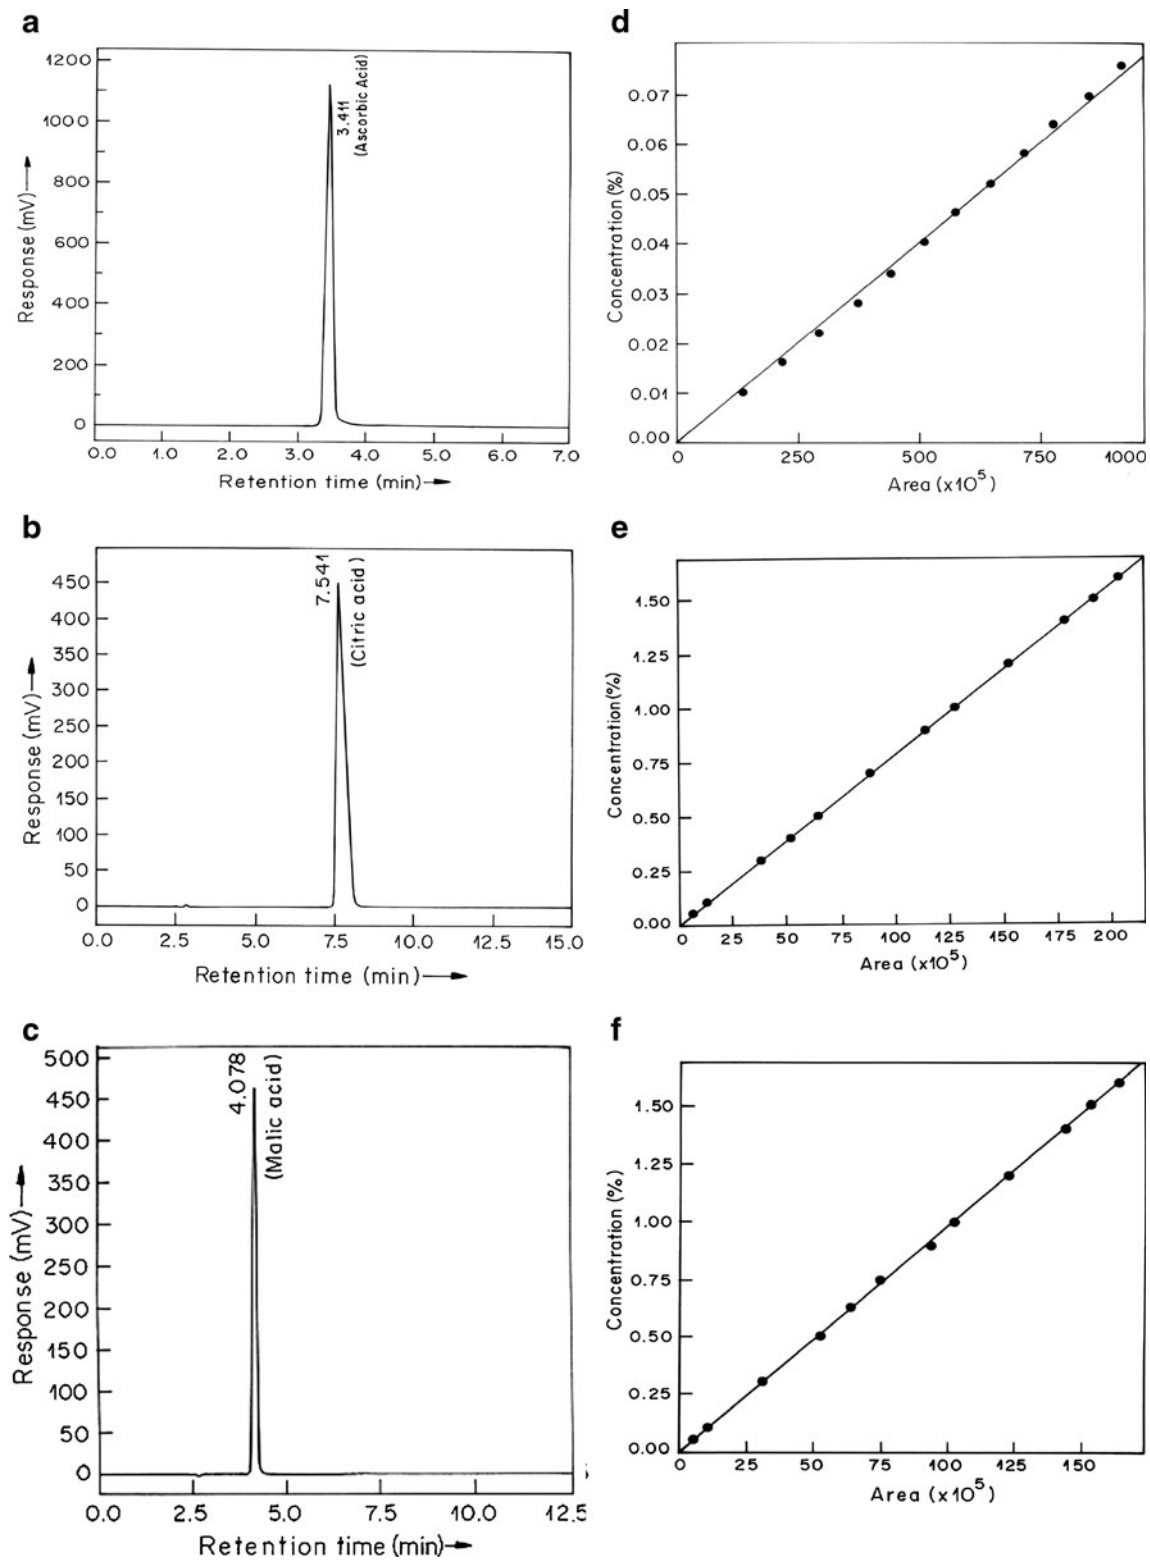 a
1200
1000
800
600
400
200
0
Response (mV)
3.411
(Ascorbic Acid)
0.0 1.0 2.0 3.0 4.0 5.0 6.0 7.0
Retention time (min)
d
0.07
0.06
0.05
0.04
0.03
0.02
0.01
0.00
Concentration (%)
0 250 500 750 1000
Area (x10⁵)
b
450
400
350
300
250
200
150
100
50
0
Response (mV)
7.541
(Citric acid)
0.0 2.5 5.0 7.5 10.0 12.5 15.0
Retention time (min)
e
1.50
1.25
1.00
0.75
0.50
0.25
0.00
Concentration (%)
0 25 50 75 100 125 150 175 200
Area (x10⁵)
c
500
450
400
350
300
250
200
150
100
50
0
Response (mV)
4.078
(Malic acid)
0.0 2.5 5.0 7.5 10.0 12.5
Retention time (min)
f
1.50
1.25
1.00
0.75
0.50
0.25
0.00
Concentration (%)
0 25 50 75 100 125 150
Area (x10⁵)